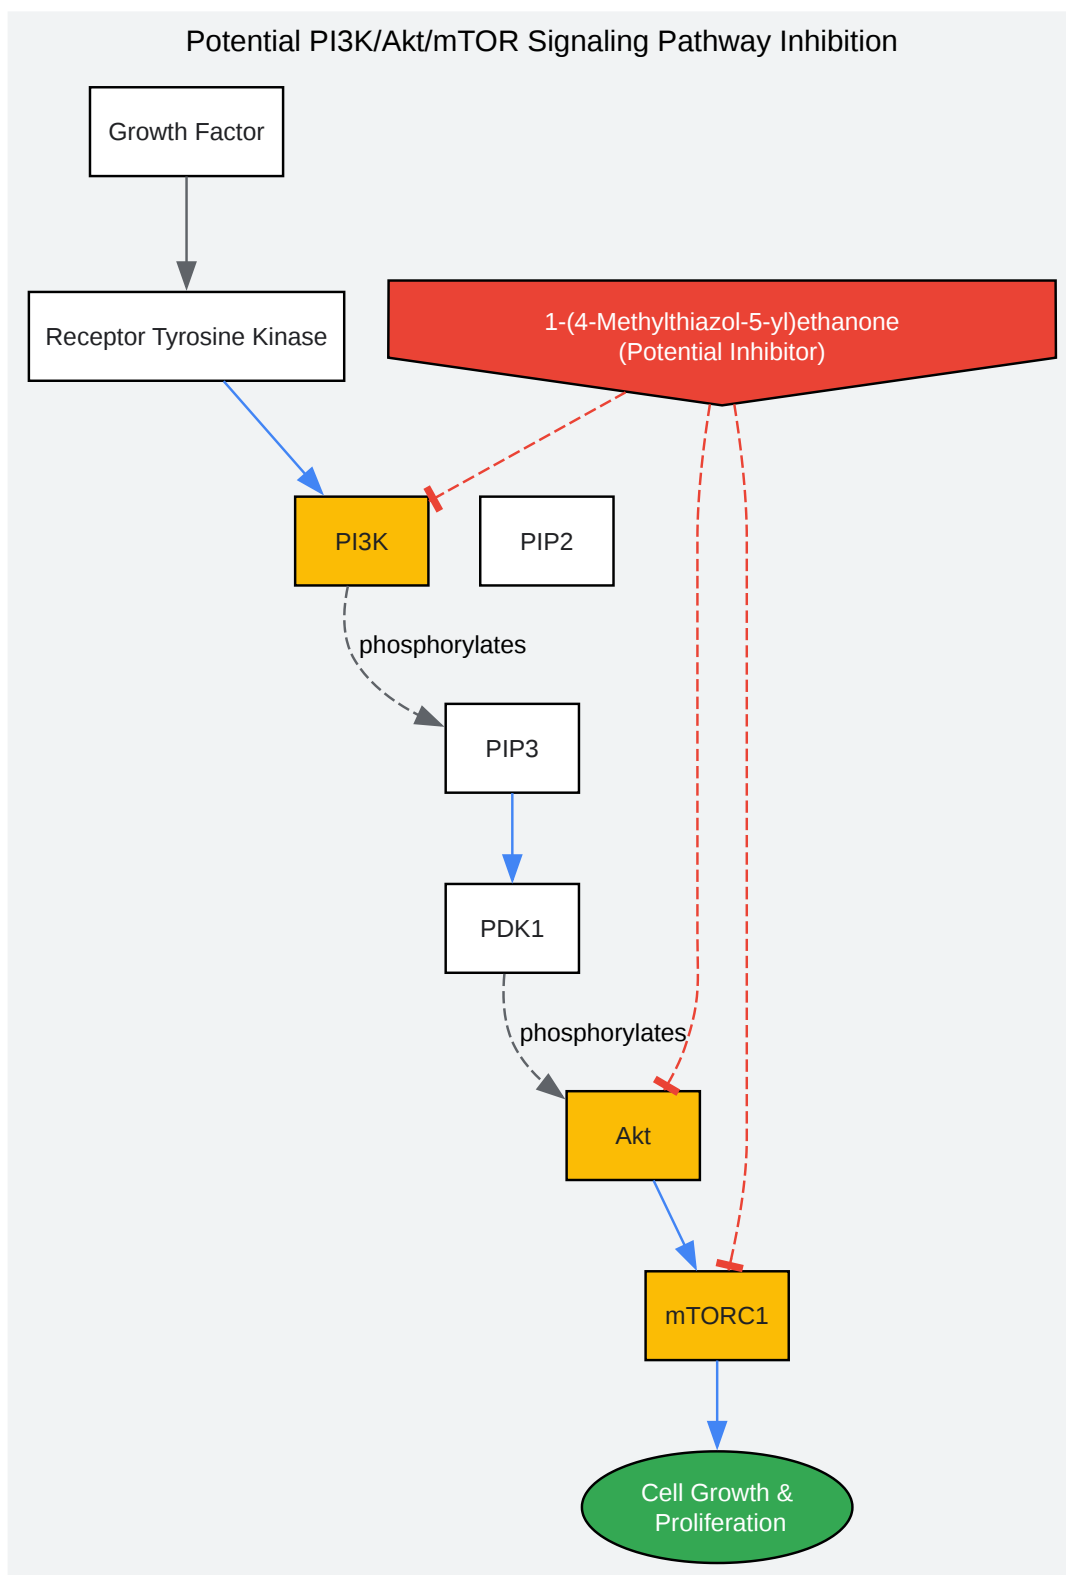 Potential PI3K/Akt/mTOR Signaling Pathway Inhibition
Growth Factor
Receptor Tyrosine Kinase
1-(4-Methylthiazol-5-yl)ethanone
(Potential Inhibitor)
PI3K
PIP2
phosphorylates
PIP3
PDK1
phosphorylates
Akt
mTORC1
Cell Growth &
Proliferation